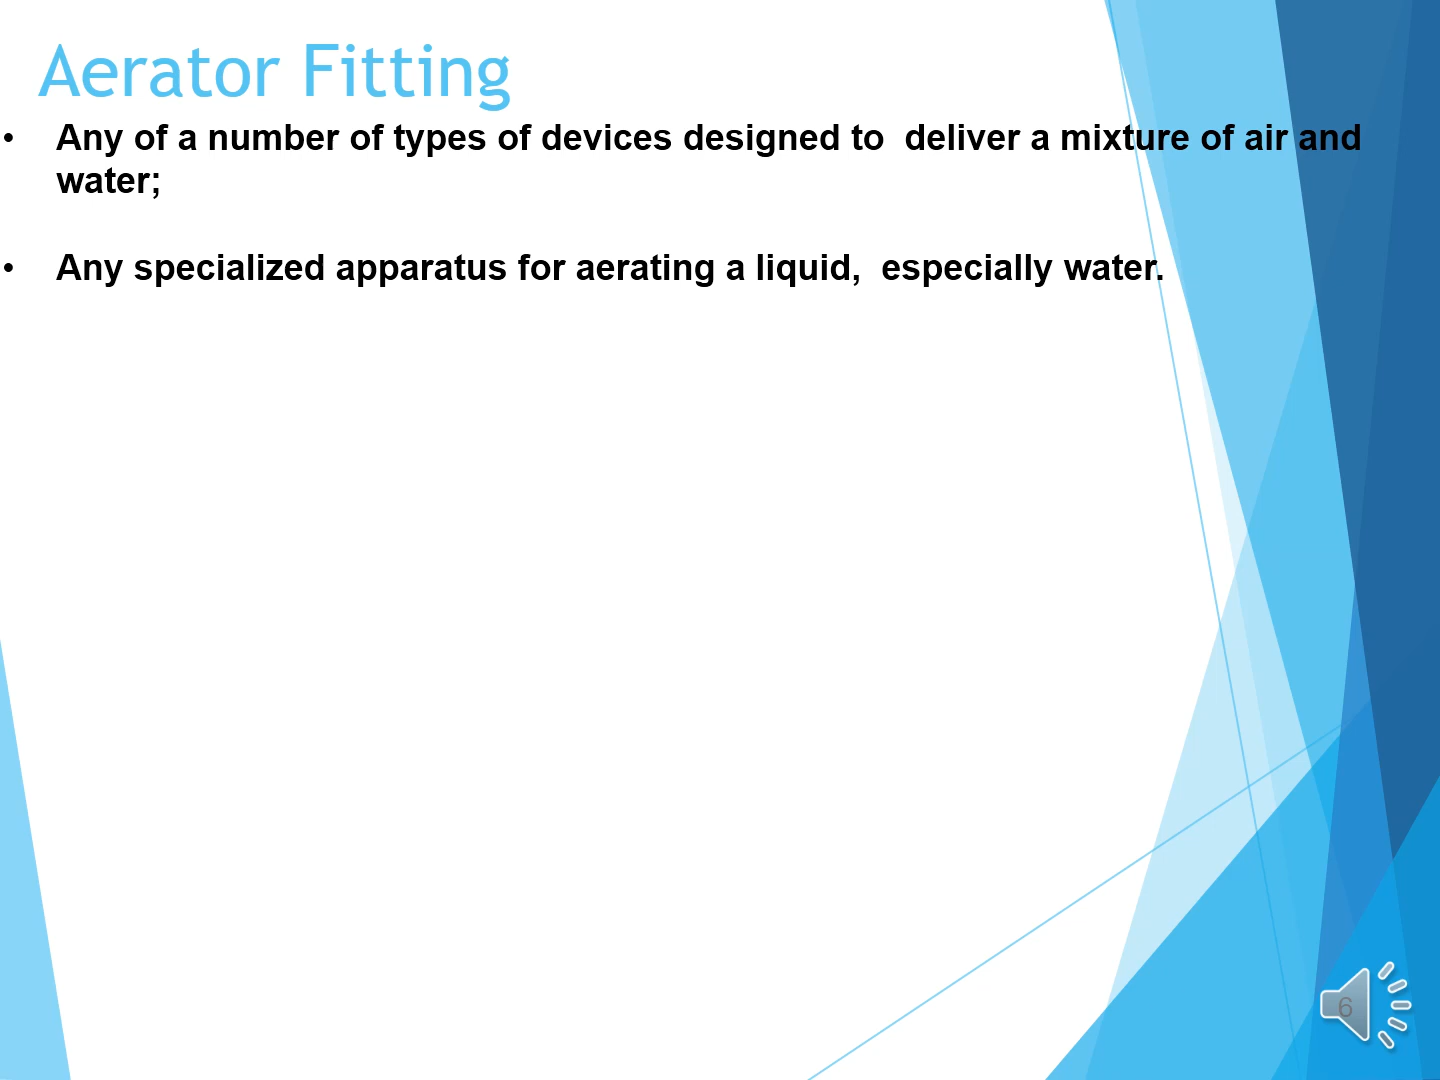 Aerator Fitting
• Any of a number of types of devices designed to  deliver a mixture of air and
water;
• Any specialized apparatus for aerating a liquid,  especially water.
6